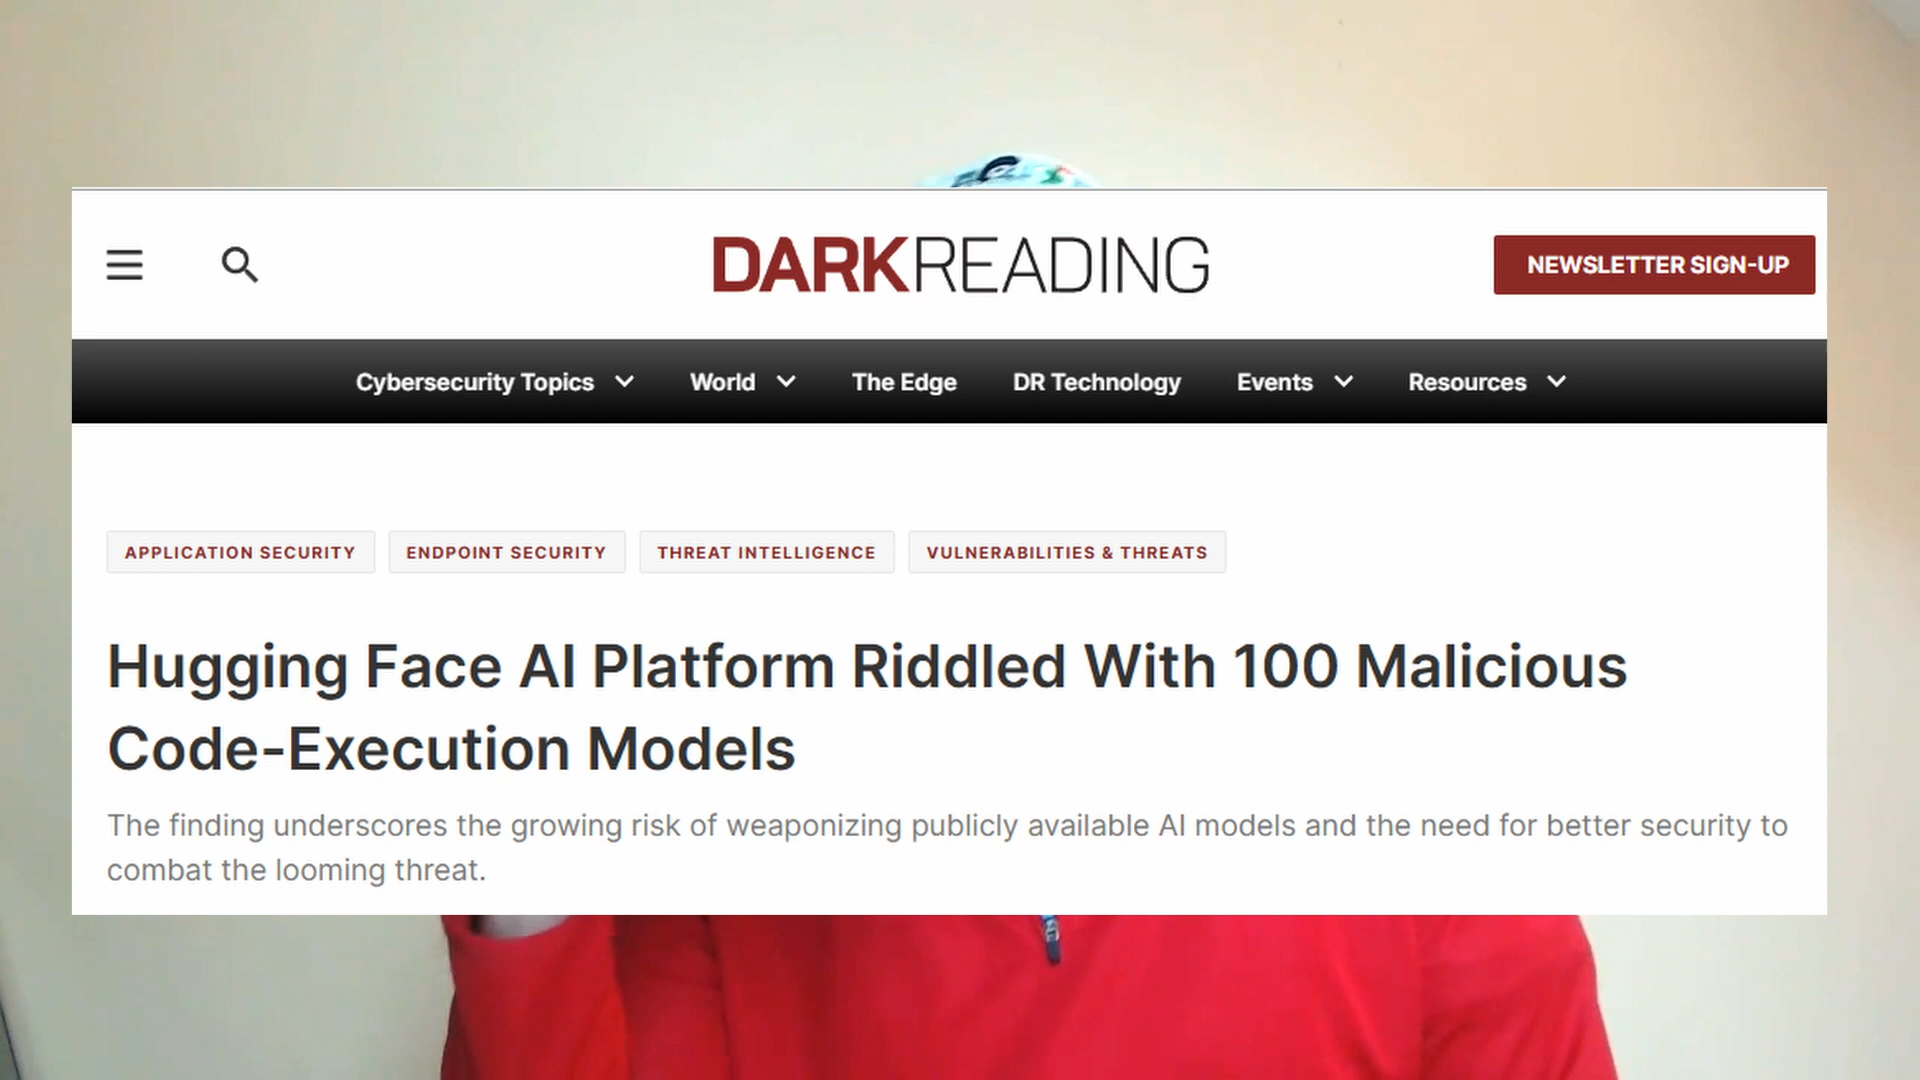 DARKREADING
NEWSLETTER SIGN-UP
Cybersecurity Topics World The Edge DR Technology Events Resources
APPLICATION SECURITY ENDPOINT SECURITY THREAT INTELLIGENCE VULNERABILITIES & THREATS
Hugging Face AI Platform Riddled With 100 Malicious
Code-Execution Models
The finding underscores the growing risk of weaponizing publicly available AI models and the need for better security to
combat the looming threat.